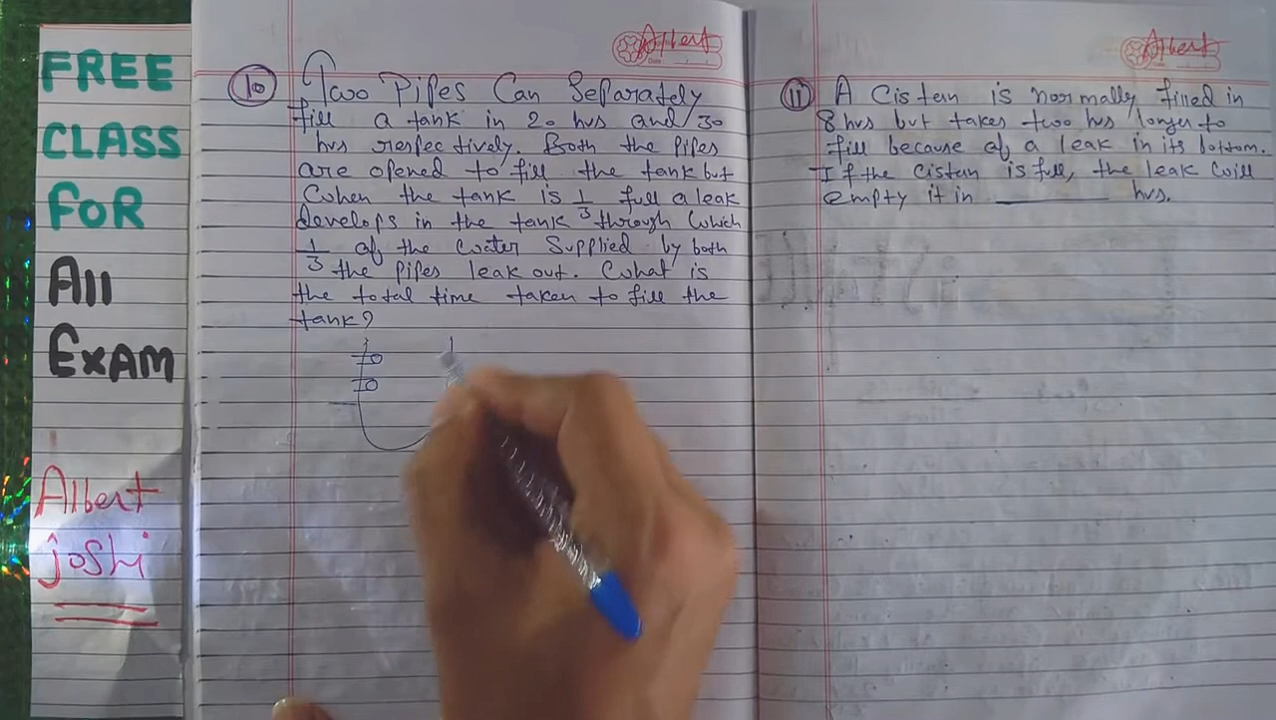 FREE
CLASS
FOR
All
EXAM
Albert
joshi
Albert
10 Two Pipes Can Separately
fill a tank in 20 hrs and 30
hrs respectively. Both the Pipes
are opened to fill the tank but
when the tank is 1/3 full a leak
develops in the tank through which
1/3 of the water Supplied by both
the Pipes leak out. What is
the total time taken to fill the
tank?
Albert
11 A Cistern is normally filled in
8 hrs but takes two hrs longer to
fill because of a leak in its bottom.
If the cistern is full, the leak will
empty it in ________ hrs.